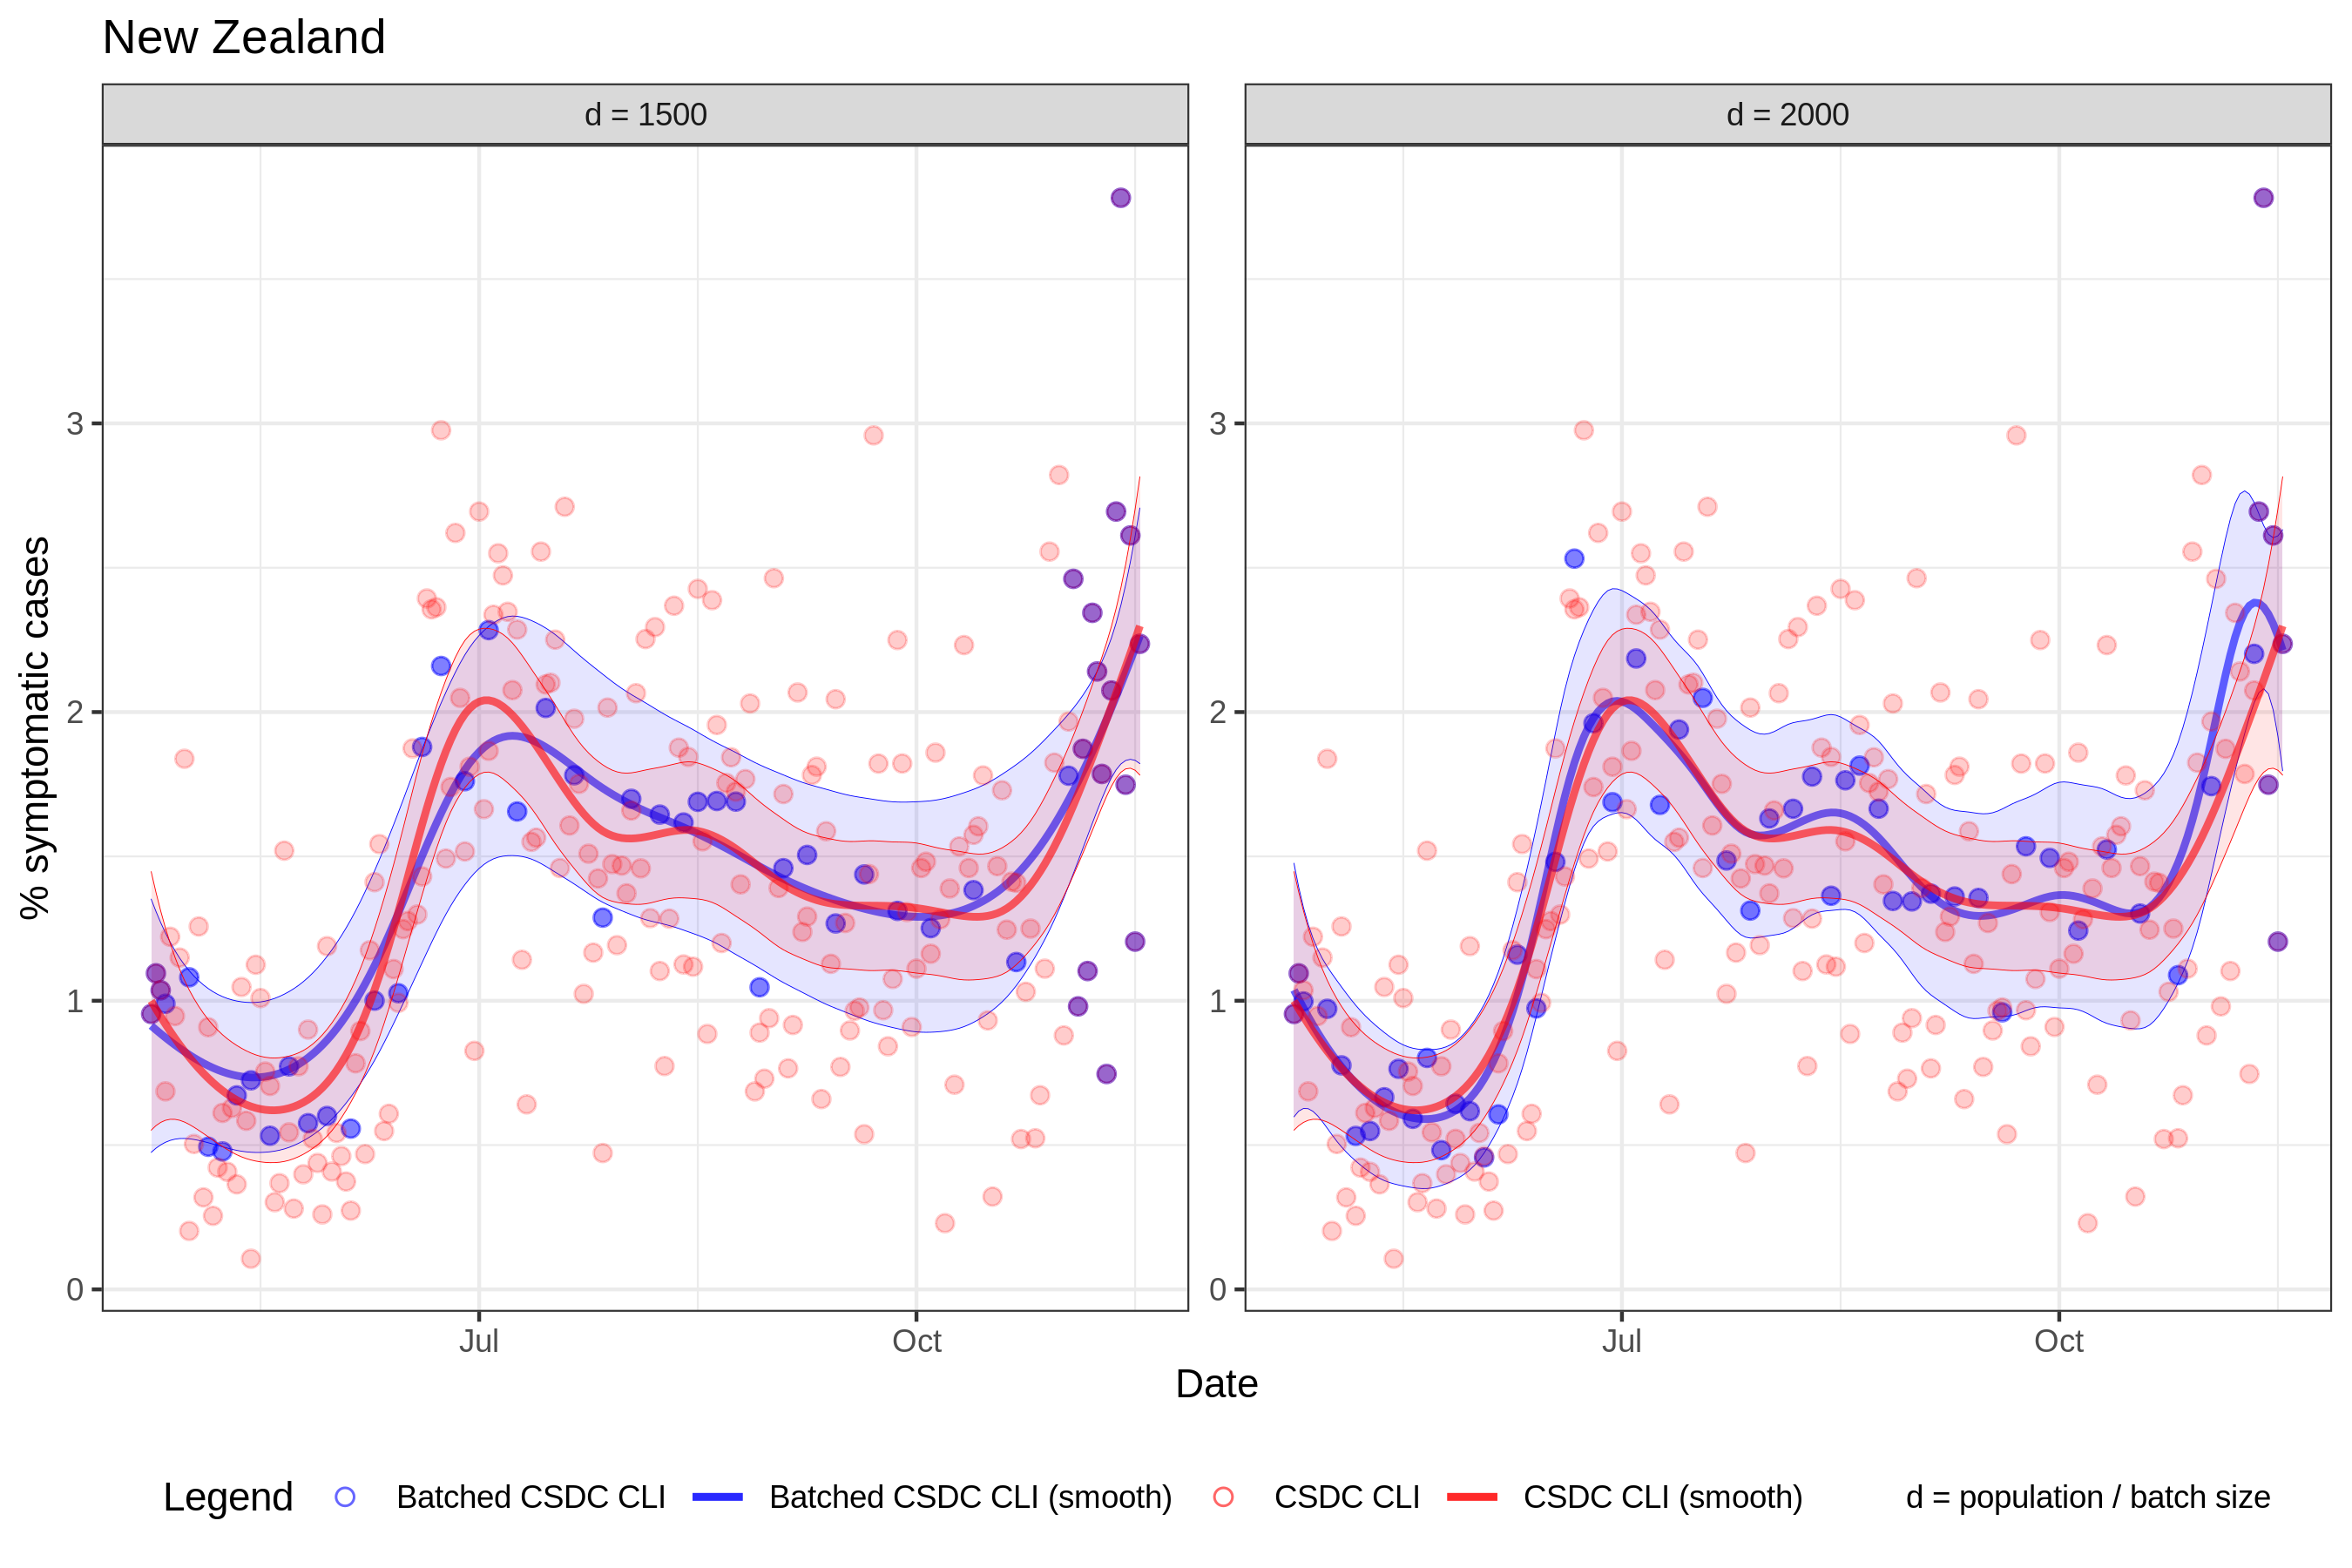 New Zealand
d = 1500
d = 2000
% symptomatic cases
3
2
1
0
3
2
1
0
Jul
Oct
Jul
Oct
Date
Legend
Batched CSDC CLI
Batched CSDC CLI (smooth)
CSDC CLI
CSDC CLI (smooth)
d = population / batch size